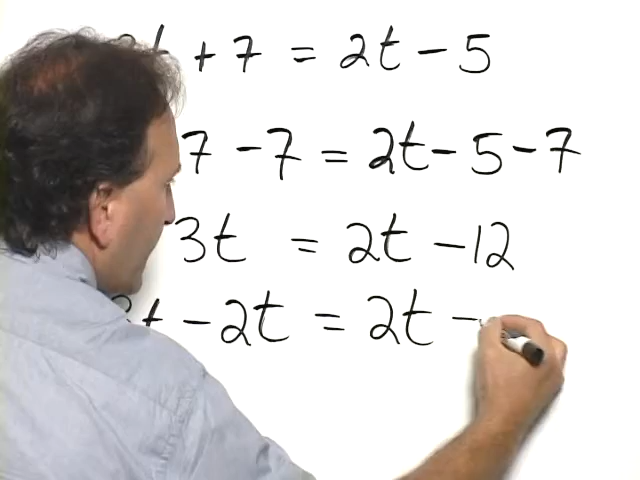 t + 7 = 2t - 5
7 - 7 = 2t - 5 - 7
3t = 2t - 12
t - 2t = 2t -